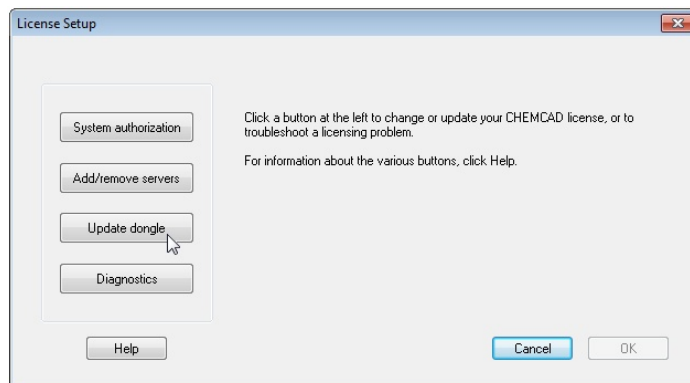 License Setup
System authorization
Add/remove servers
Update dongle
Diagnostics
Help
Click a button at the left to change or update your CHEMCAD license, or to
troubleshoot a licensing problem.
For information about the various buttons, click Help.
Cancel
OK